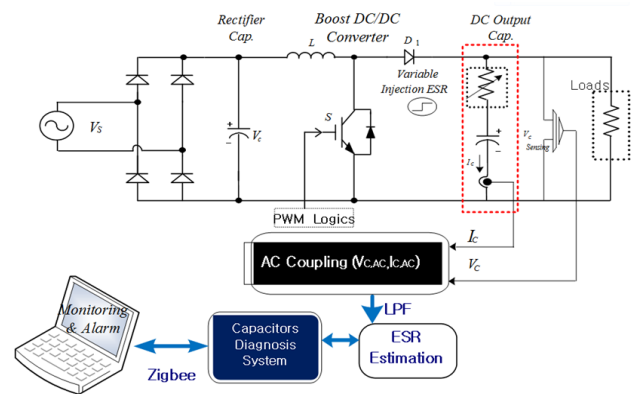 Rectifier
Cap.
Boost DC/DC
Converter
DC Output
Cap.
L
D 1
Variable
Injection ESR
Loads
VS
+
Vc
−
S
+
−
Ic
Vc
Sensing
PWM Logics
IC
VC
AC Coupling (VC,AC,IC,AC)
LPF
Monitoring
& Alarm
Capacitors
Diagnosis
System
ESR
Estimation
Zigbee